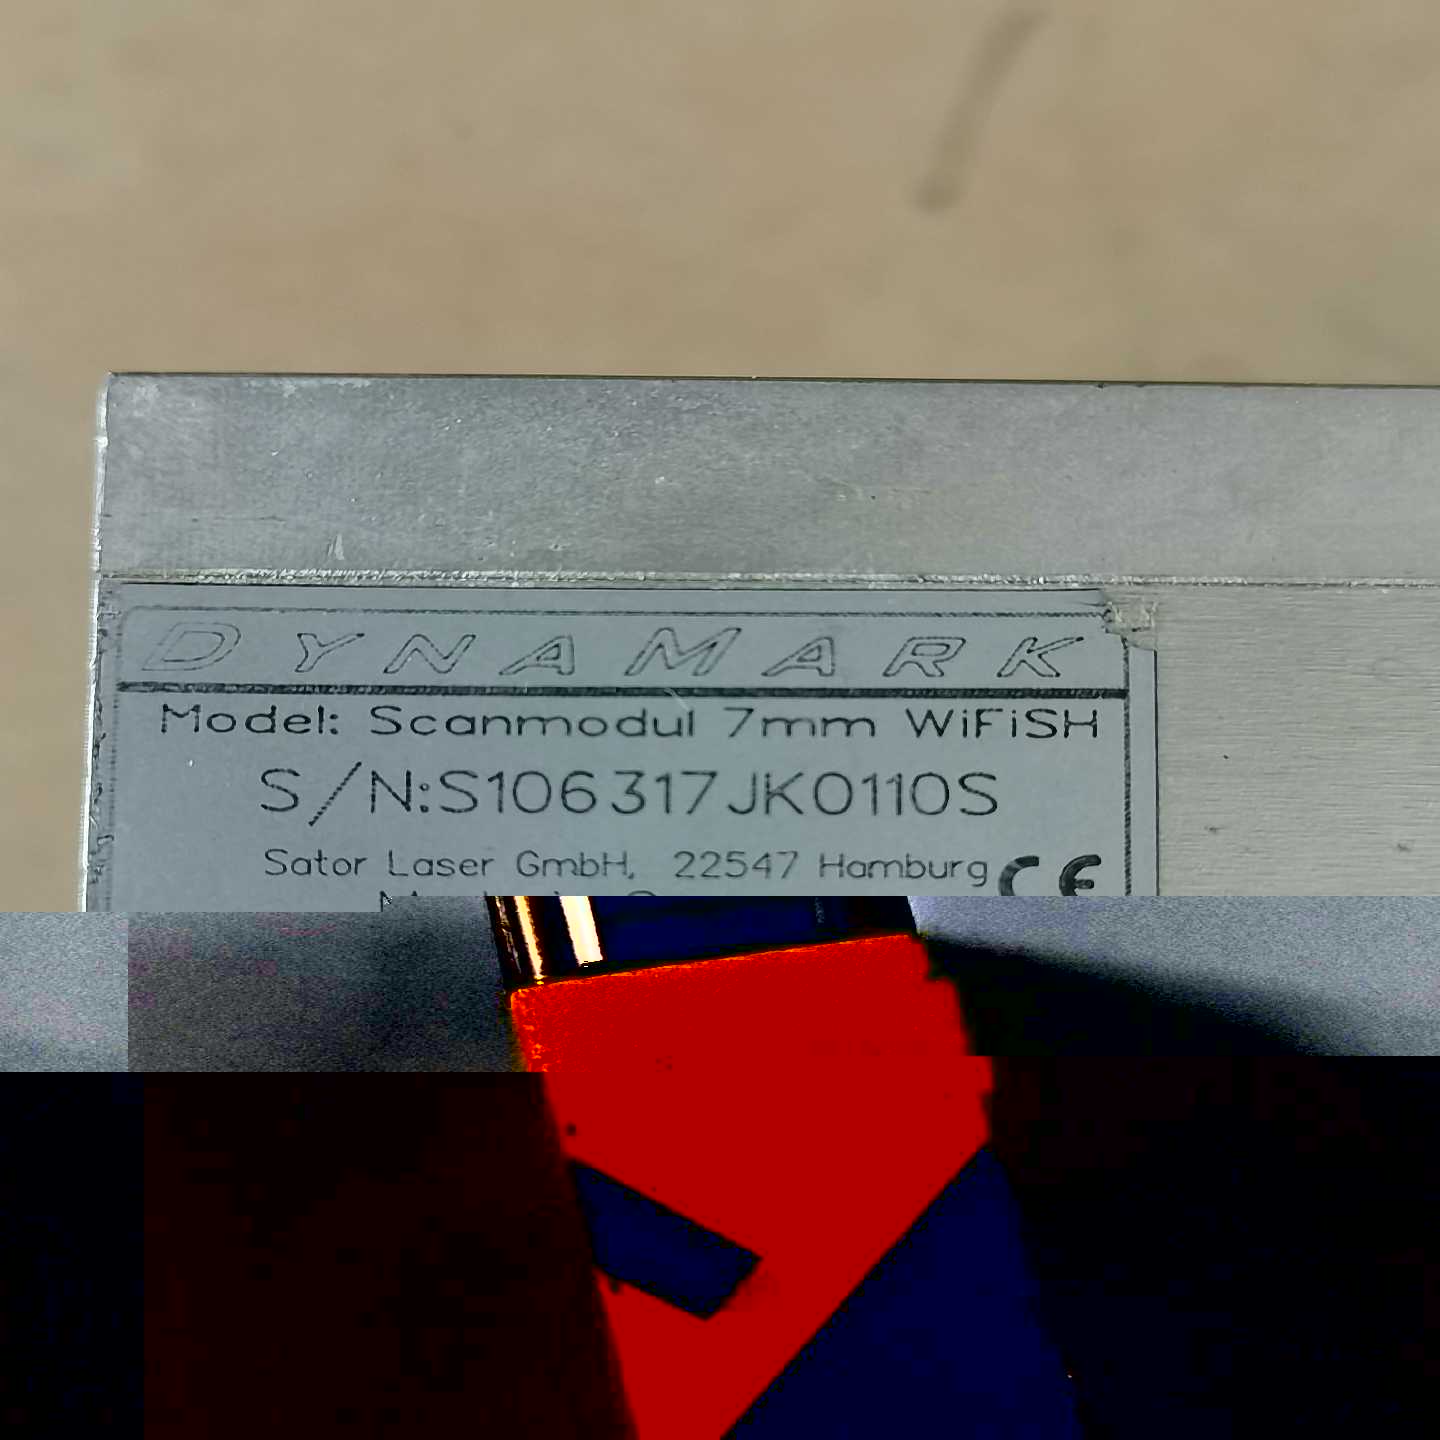 DYNAMARK
Model: Scanmodul 7mm WiFiSH
S/N:S106317JK0110S
Sator Laser GmbH, 22547 Hamburg CE